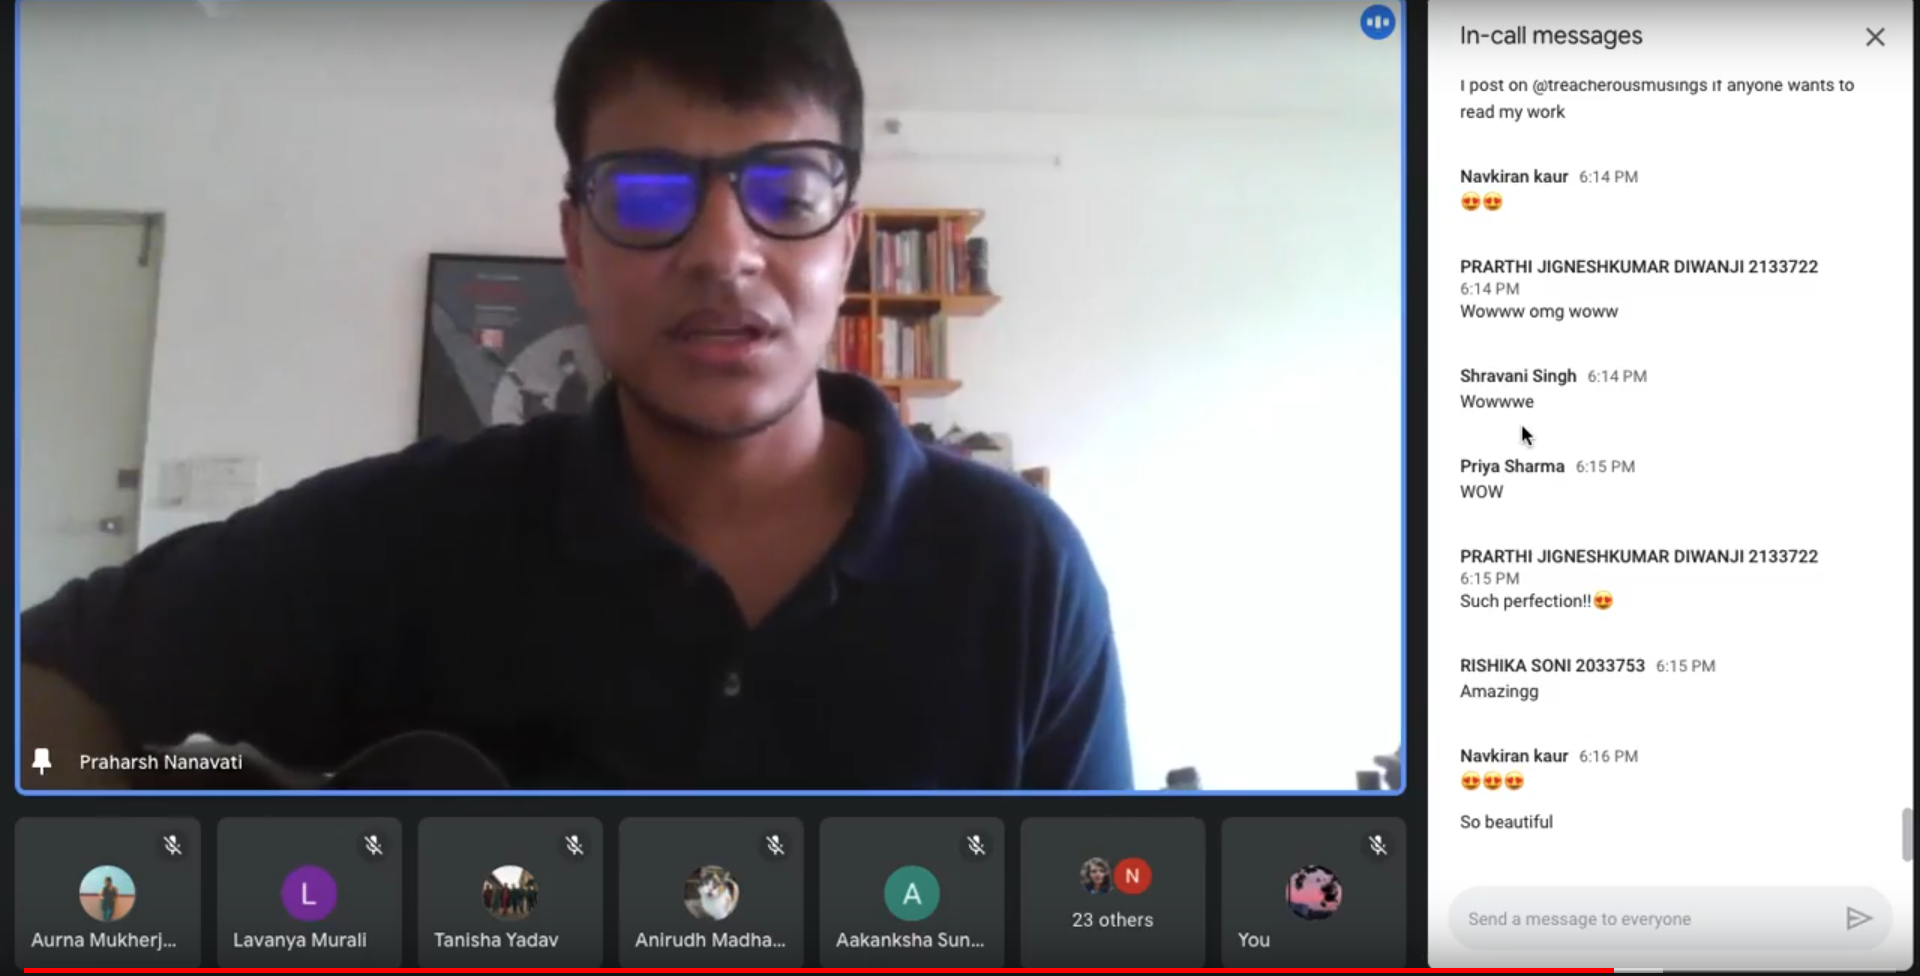 In-call messages
I post on @treacherousmusings if anyone wants to
read my work
Navkiran kaur 6:14 PM
😍😍
PRARTHI JIGNESHKUMAR DIWANJI 2133722
6:14 PM
Wowww omg woww
Shravani Singh 6:14 PM
Wowwwe
Priya Sharma 6:15 PM
WOW
PRARTHI JIGNESHKUMAR DIWANJI 2133722
6:15 PM
Such perfection!!😍
RISHIKA SONI 2033753 6:15 PM
Amazingg
Navkiran kaur 6:16 PM
😍😍😍
So beautiful
Send a message to everyone
Praharsh Nanavati
Aurna Mukherj...
L
Lavanya Murali
Tanisha Yadav
Anirudh Madha...
A
Aakanksha Sun...
N
23 others
You